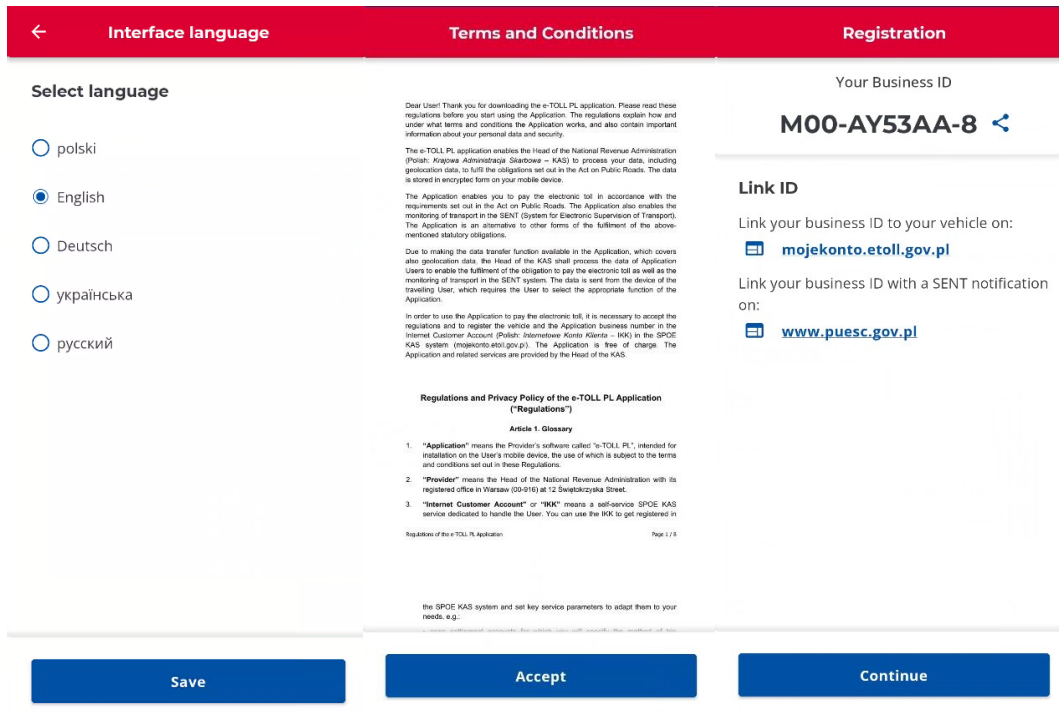 Interface language
Select language
polski
English
Deutsch
українська
русский
Save
Terms and Conditions
Dear User! Thank you for downloading the e-TOLL PL application. Please read these
regulations before you start using the Application. The regulations explain how and
under what terms and conditions the Application works, and also contain important
information about your personal data and security.
The e-TOLL PL application enables the Head of the National Revenue Administration
(Polish: Krajowa Administracja Skarbowa – KAS) to process your data, including
geolocation data, to fulfil the obligations set out in the Act on Public Roads. The data
is stored in encrypted form on your mobile device.
The Application enables you to pay the electronic toll in accordance with the
requirements set out in the Act on Public Roads. The Application also enables the
monitoring of transport in the SENT (System for Electronic Supervision of Transport).
The Application is an alternative to other forms of the fulfilment of the above-
mentioned statutory obligations.
Due to making the data transfer function available in the Application, which covers
also geolocation data, the Head of the KAS shall process the data of Application
Users to enable the fulfilment of the obligation to pay the electronic toll as well as the
monitoring of transport in the SENT system. The data is sent from the device of the
travelling User, which requires the User to select the appropriate function of the
Application.
In order to use the Application to pay the electronic toll, it is necessary to accept the
regulations and to register the vehicle and the Application business number in the
Internet Customer Account (Polish: Internetowe Konto Klienta – IKK) in the SPOE
KAS system (mojekonto.etoll.gov.pl). The Application is free of charge. The
Application and related services are provided by the Head of the KAS.
Regulations and Privacy Policy of the e-TOLL PL Application
("Regulations")
Article 1. Glossary
1. "Application" means the Provider's software called "e-TOLL PL", intended for
installation on the User's mobile device, the use of which is subject to the terms
and conditions set out in these Regulations.
2. "Provider" means the Head of the National Revenue Administration with its
registered office in Warsaw (00-916) at 12 Świętokrzyska Street.
3. "Internet Customer Account" or "IKK" means a self-service SPOE KAS
service dedicated to handle the User. You can use the IKK to get registered in
Regulations of the e TOLL PL Application Page 1 / 8
the SPOE KAS system and set key service parameters to adapt them to your
needs, e.g.:
Accept
Registration
Your Business ID
M00-AY53AA-8
Link ID
Link your business ID to your vehicle on:
mojekonto.etoll.gov.pl
Link your business ID with a SENT notification
on:
www.puesc.gov.pl
Continue